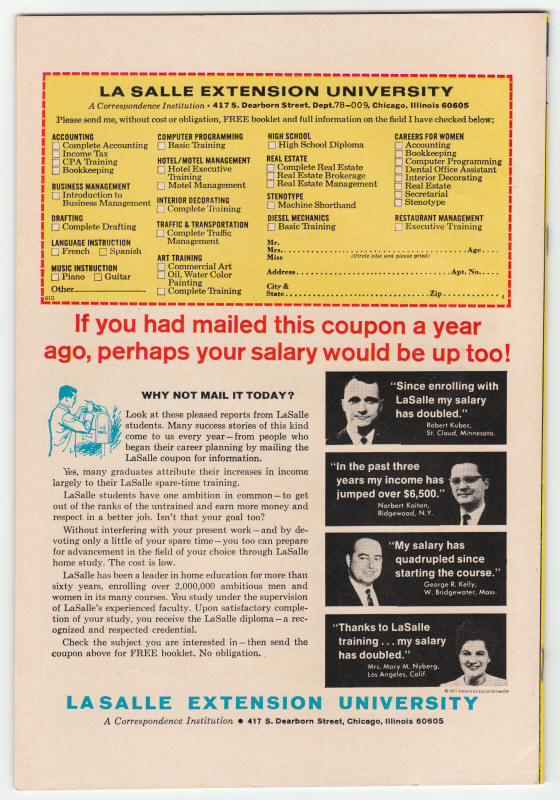 LA SALLE EXTENSION UNIVERSITY
A Correspondence Institution • 417 S. Dearborn Street, Dept.78-009, Chicago, Illinois 60605
Please send me, without cost or obligation, FREE booklet and full information on the field I have checked below:
ACCOUNTING
Complete Accounting
Income Tax
CPA Training
Bookkeeping
BUSINESS MANAGEMENT
Introduction to
Business Management
DRAFTING
Complete Drafting
LANGUAGE INSTRUCTION
French Spanish
MUSIC INSTRUCTION
Piano Guitar
Other
COMPUTER PROGRAMMING
Basic Training
HOTEL/MOTEL MANAGEMENT
Hotel Executive
Training
Motel Management
INTERIOR DECORATING
Complete Training
TRAFFIC & TRANSPORTATION
Complete Traffic
Management
ART TRAINING
Commercial Art
Oil, Water Color
Painting
Complete Training
HIGH SCHOOL
High School Diploma
REAL ESTATE
Complete Real Estate
Real Estate Brokerage
Real Estate Management
STENOTYPE
Machine Shorthand
DIESEL MECHANICS
Basic Training
CAREERS FOR WOMEN
Accounting
Bookkeeping
Computer Programming
Dental Office Assistant
Interior Decorating
Real Estate
Secretarial
Stenotype
RESTAURANT MANAGEMENT
Executive Training
Mr.
Mrs. Age
Miss (Circle title and please print)
Address Apt. No.
City &
State Zip
If you had mailed this coupon a year
ago, perhaps your salary would be up too!
WHY NOT MAIL IT TODAY?
Look at these pleased reports from LaSalle
students. Many success stories of this kind
come to us every year—from people who
began their career planning by mailing the
LaSalle coupon for information.
Yes, many graduates attribute their increases in income
largely to their LaSalle spare-time training.
LaSalle students have one ambition in common—to get
out of the ranks of the untrained and earn more money and
respect in a better job. Isn't that your goal too?
Without interfering with your present work—and by de-
voting only a little of your spare time—you too can prepare
for advancement in the field of your choice through LaSalle
home study. The cost is low.
LaSalle has been a leader in home education for more than
sixty years, enrolling over 2,000,000 ambitious men and
women in its many courses. You study under the supervision
of LaSalle's experienced faculty. Upon satisfactory comple-
tion of your study, you receive the LaSalle diploma—a rec-
ognized and respected credential.
Check the subject you are interested in—then send the
coupon above for FREE booklet. No obligation.
"Since enrolling with
LaSalle my salary
has doubled."
Robert Kubec,
St. Cloud, Minnesota.
"In the past three
years my income has
jumped over $6,500."
Norbert Kaitan,
Ridgewood, N.Y.
"My salary has
quadrupled since
starting the course."
George R. Kelly,
W. Bridgewater, Mass.
"Thanks to LaSalle
training . . . my salary
has doubled."
Mrs. Mary M. Nyberg,
Los Angeles, Calif.
© 1971 LaSalle Extension University
LA SALLE EXTENSION UNIVERSITY
A Correspondence Institution • 417 S. Dearborn Street, Chicago, Illinois 60605